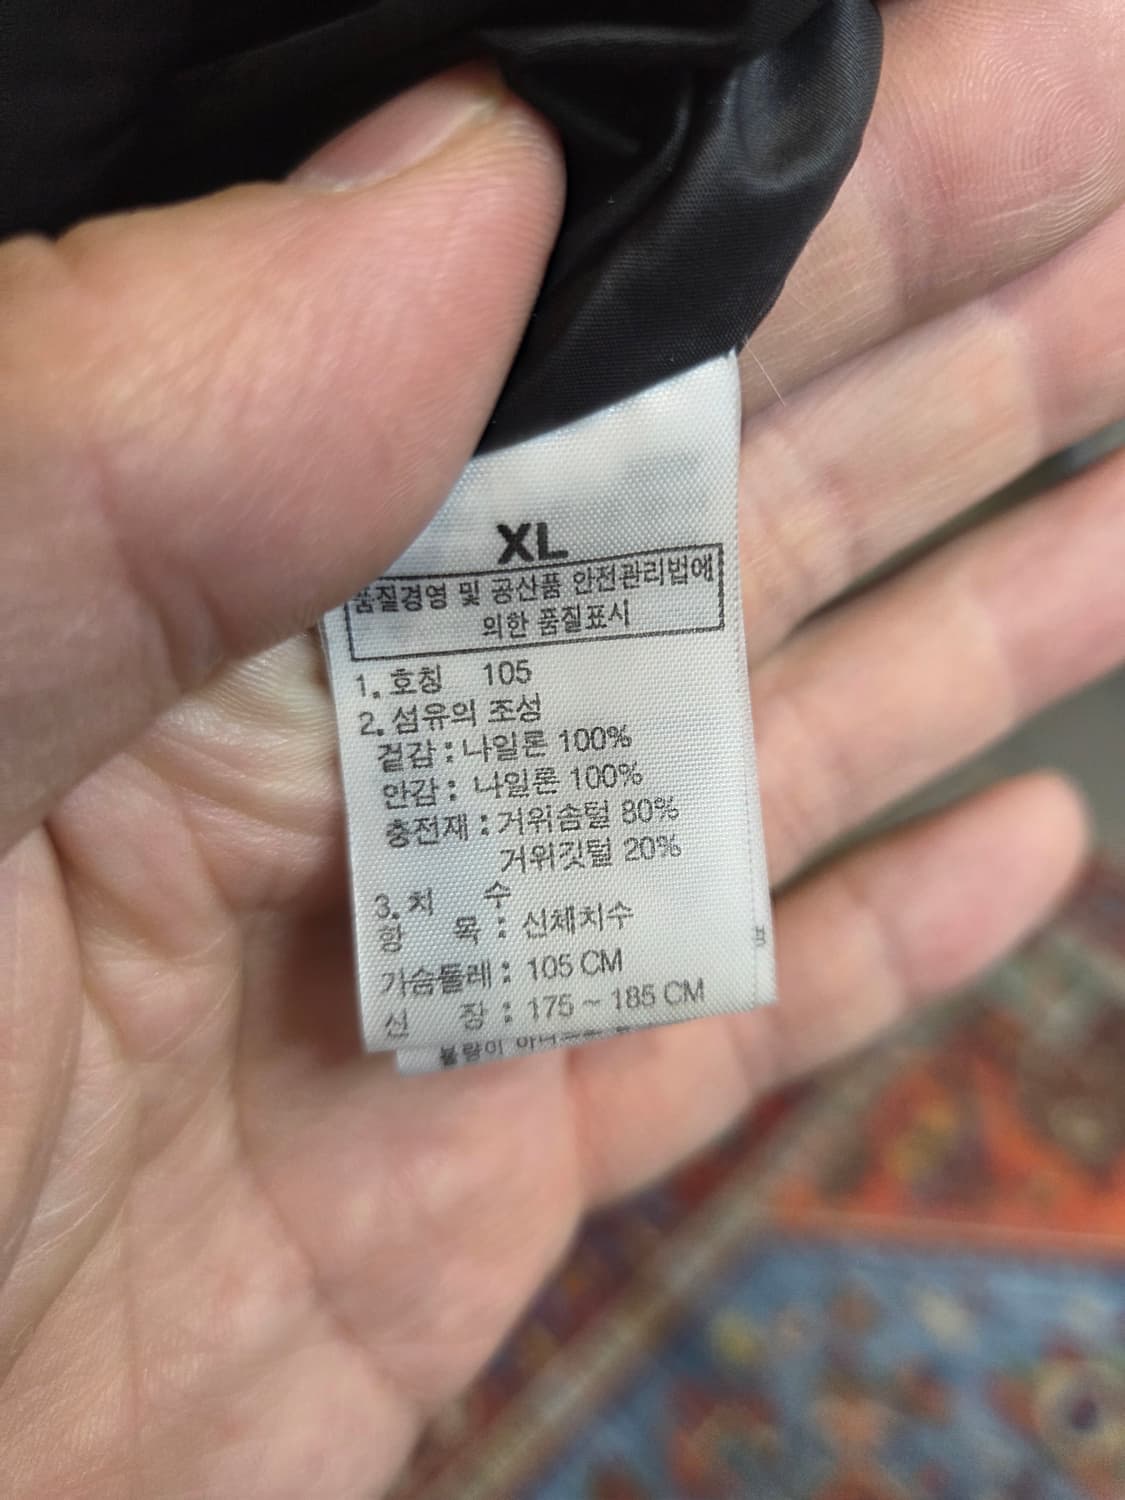 XL
품질경영 및 공산품 안전관리법에
의한 품질표시
1. 호칭 105
2. 섬유의 조성
겉감 : 나일론 100%
안감 : 나일론 100%
충전재 : 거위솜털 80%
거위깃털 20%
3. 치 수
항 목 : 신체치수
가슴둘레 : 105 CM
신 장 : 175 ~ 185 CM